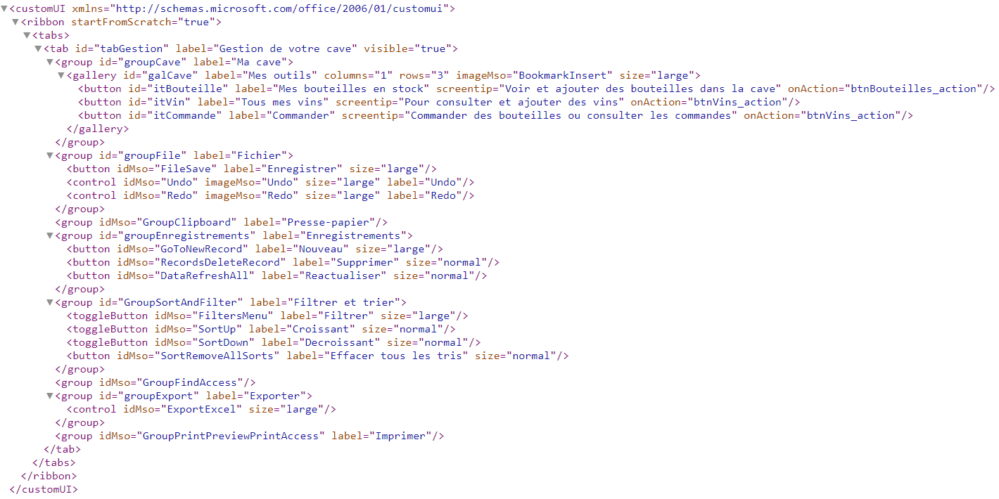 ▼<customUI xmlns="http://schemas.microsoft.com/office/2006/01/customui">
▼<ribbon startFromScratch="true">
▼<tabs>
▼<tab id="tabGestion" label="Gestion de votre cave" visible="true">
▼<group id="groupCave" label="Ma cave">
▼<gallery id="galCave" label="Mes outils" columns="1" rows="3" imageMso="BookmarkInsert" size="large">
<button id="itBouteille" label="Mes bouteilles en stock" screentip="Voir et ajouter des bouteilles dans la cave" onAction="btnBouteilles_action"/>
<button id="itVin" label="Tous mes vins" screentip="Pour consulter et ajouter des vins" onAction="btnVins_action"/>
<button id="itCommande" label="Commander" screentip="Commander des bouteilles ou consulter les commandes" onAction="btnVins_action"/>
</gallery>
</group>
▼<group id="groupFile" label="Fichier">
<button idMso="FileSave" label="Enregistrer" size="large"/>
<control idMso="Undo" imageMso="Undo" size="large" label="Undo"/>
<control idMso="Redo" imageMso="Redo" size="large" label="Redo"/>
</group>
<group idMso="GroupClipboard" label="Presse-papier"/>
▼<group id="groupEnregistrements" label="Enregistrements">
<button idMso="GoToNewRecord" label="Nouveau" size="large"/>
<button idMso="RecordsDeleteRecord" label="Supprimer" size="normal"/>
<button idMso="DataRefreshAll" label="Reactualiser" size="normal"/>
</group>
▼<group id="GroupSortAndFilter" label="Filtrer et trier">
<toggleButton idMso="FiltersMenu" label="Filtrer" size="large"/>
<toggleButton idMso="SortUp" label="Croissant" size="normal"/>
<toggleButton idMso="SortDown" label="Decroissant" size="normal"/>
<button idMso="SortRemoveAllSorts" label="Effacer tous les tris" size="normal"/>
</group>
<group idMso="GroupFindAccess"/>
▼<group id="groupExport" label="Exporter">
<control idMso="ExportExcel" size="large"/>
</group>
<group idMso="GroupPrintPreviewPrintAccess" label="Imprimer"/>
</tab>
</tabs>
</ribbon>
</customUI>